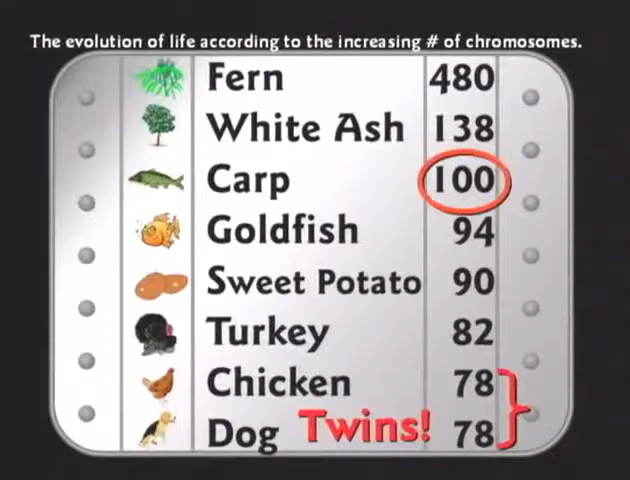 The evolution of life according to the increasing # of chromosomes.
Fern 480
White Ash 138
Carp 100
Goldfish 94
Sweet Potato 90
Turkey 82
Chicken 78
Dog Twins! 78